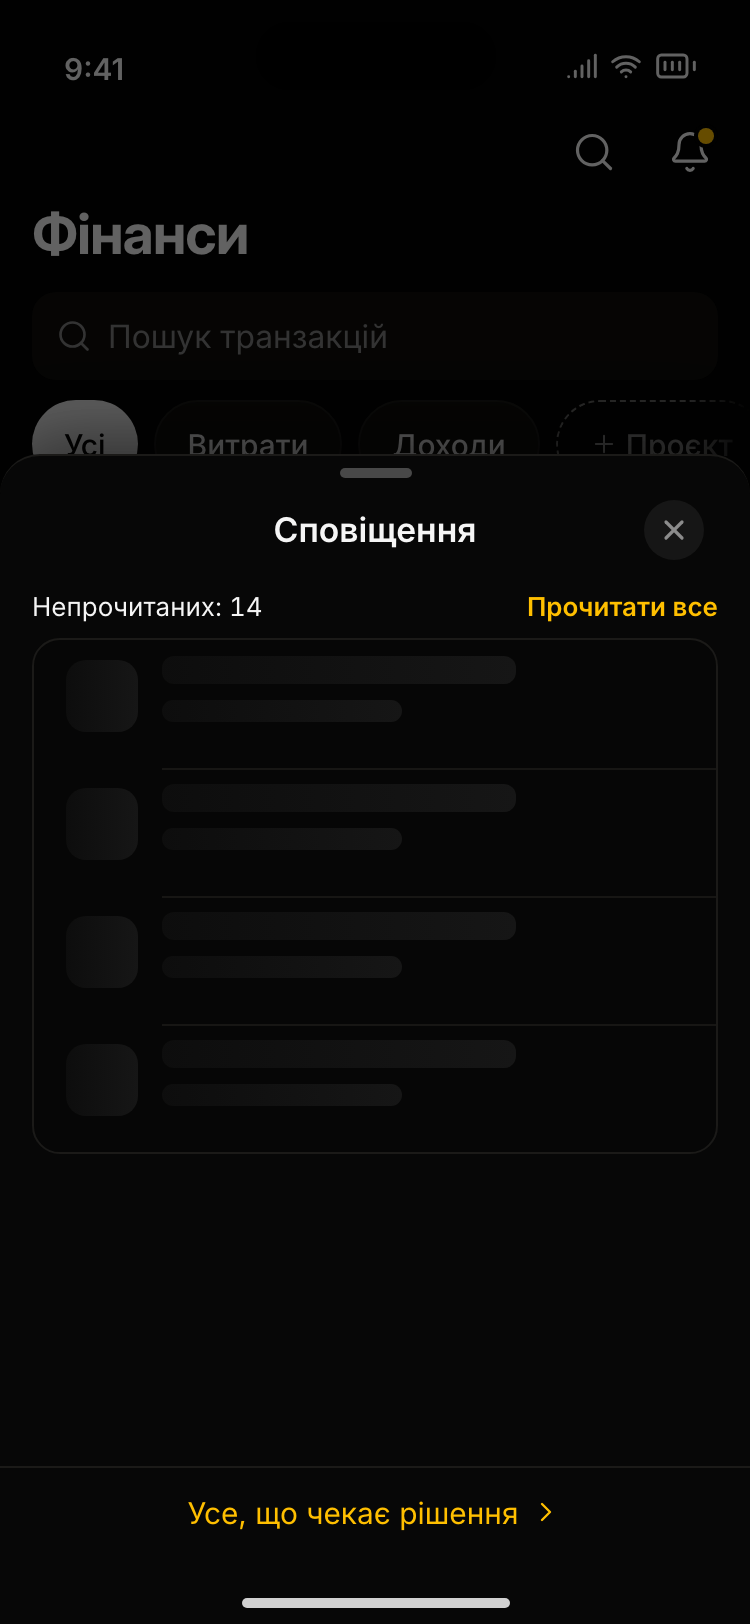 9:41
Фінанси
Пошук транзакцій
Усі Витрати Доходи + Проєкт
Сповіщення
Непрочитаних: 14 Прочитати все
Усе, що чекає рішення